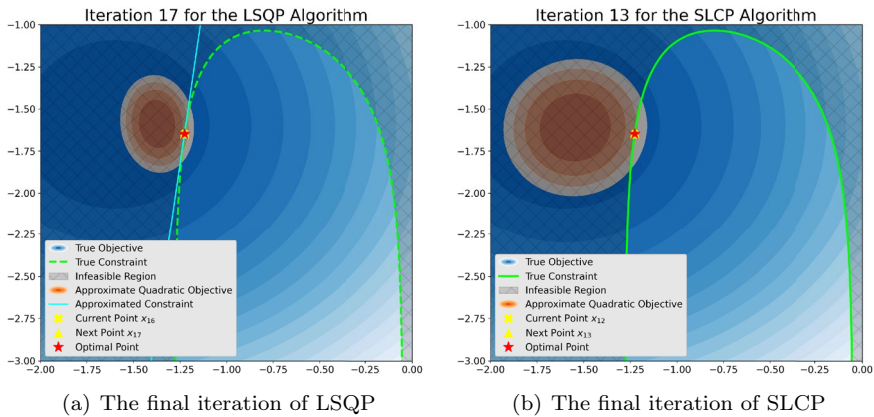 Iteration 17 for the LSQP Algorithm
-1.00
-1.25
-1.50
-1.75
-2.00
-2.25
-2.50
-2.75
-3.00
True Objective
True Constraint
Infeasible Region
Approximate Quadratic Objective
Approximated Constraint
Current Point x₁₆
Next Point x₁₇
Optimal Point
-2.00 -1.75 -1.50 -1.25 -1.00 -0.75 -0.50 -0.25 0.00
(a) The final iteration of LSQP
Iteration 13 for the SLCP Algorithm
-1.00
-1.25
-1.50
-1.75
-2.00
-2.25
-2.50
-2.75
-3.00
True Objective
True Constraint
Infeasible Region
Approximate Quadratic Objective
Current Point x₁₂
Next Point x₁₃
Optimal Point
-2.00 -1.75 -1.50 -1.25 -1.00 -0.75 -0.50 -0.25 0.00
(b) The final iteration of SLCP